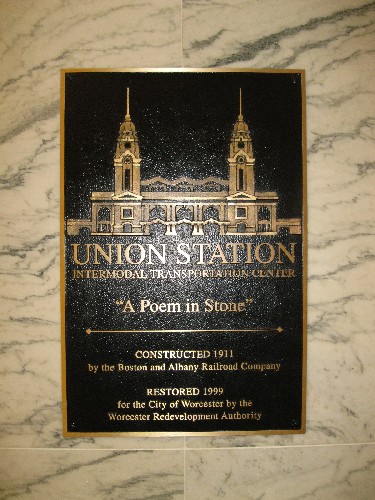 UNION STATION
INTERMODAL TRANSPORTATION CENTER
"A Poem in Stone"
CONSTRUCTED 1911
by the Boston and Albany Railroad Company
RESTORED 1999
for the City of Worcester by the
Worcester Redevelopment Authority